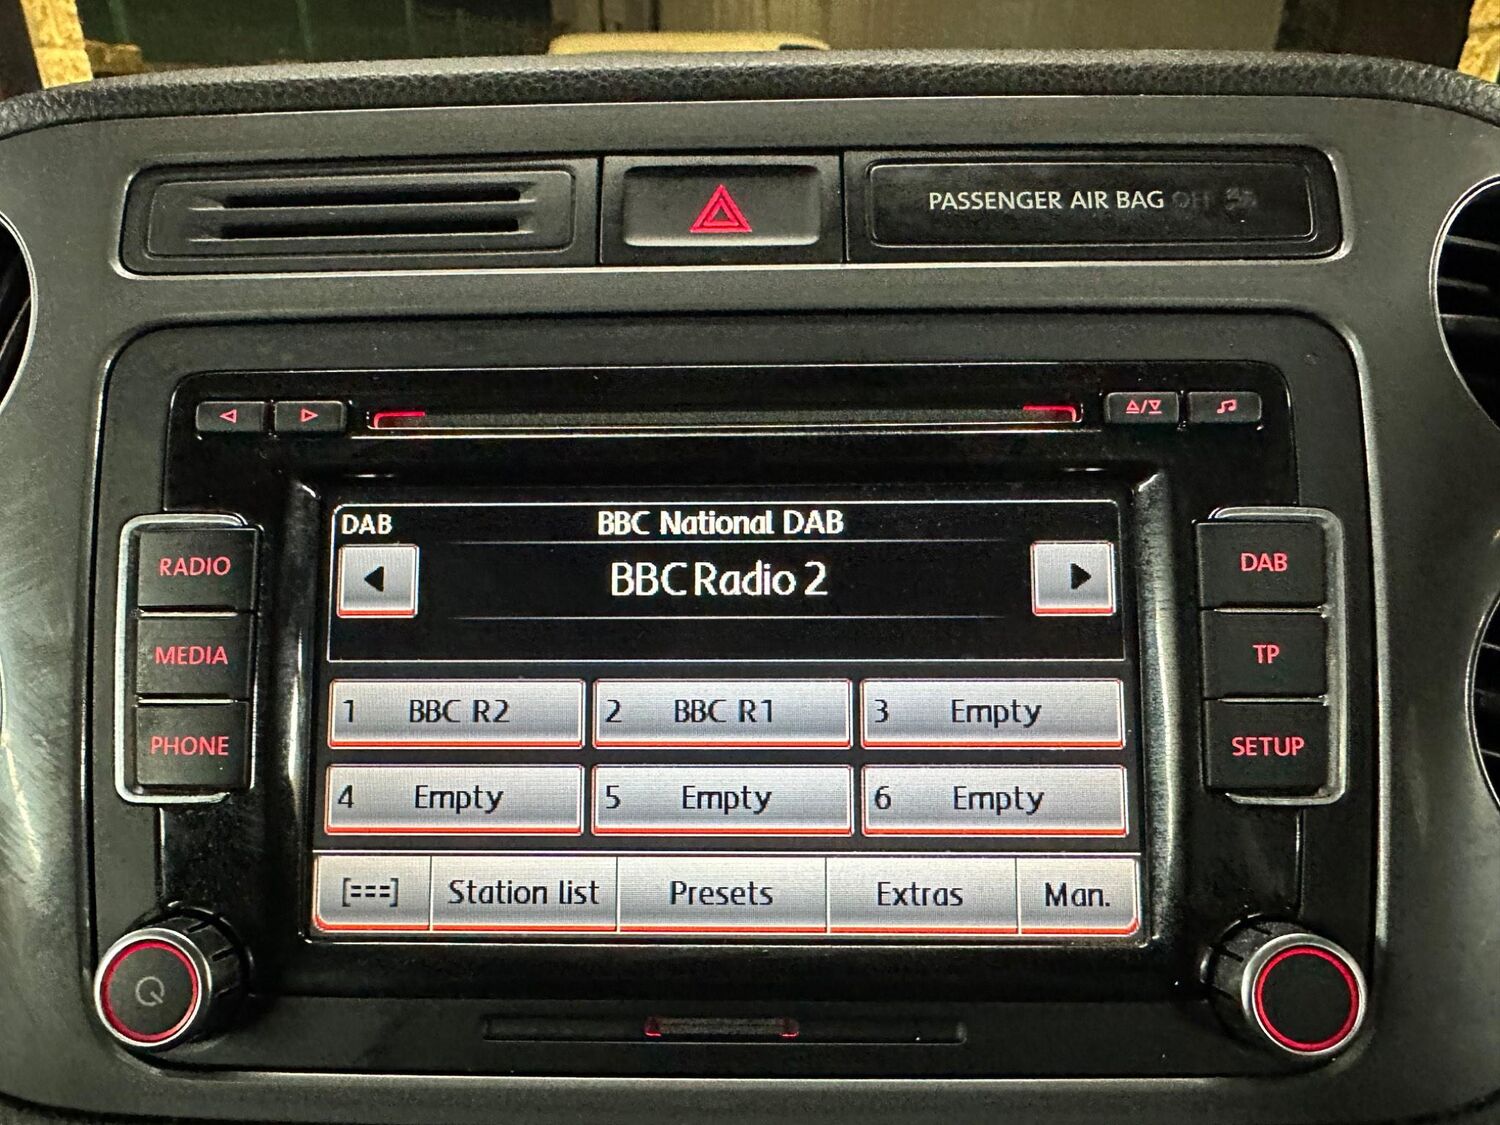 PASSENGER AIR BAG OFF
RADIO
MEDIA
PHONE
DAB
BBC National DAB
BBC Radio 2
1 BBC R2
2 BBC R1
3 Empty
4 Empty
5 Empty
6 Empty
[===]
Station list
Presets
Extras
Man.
DAB
TP
SETUP